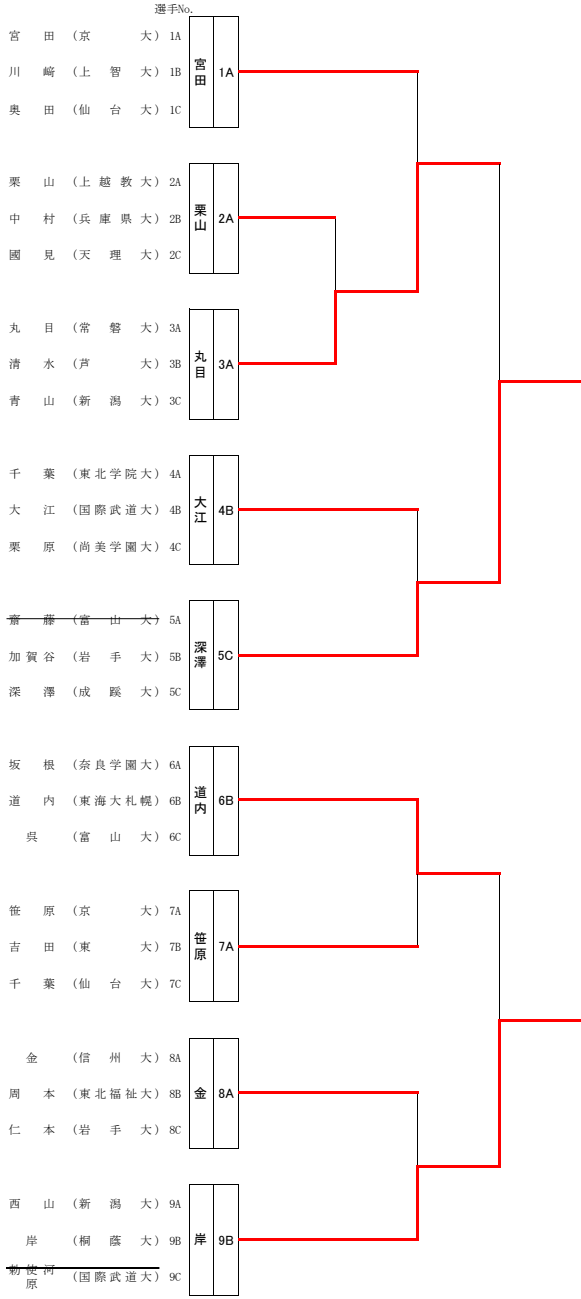 選手No.
宮田 (京大) 1A
川﨑 (上智大) 1B
奥田 (仙台大) 1C
宮田 1A
栗山 (上越教大) 2A
中村 (兵庫県大) 2B
國見 (天理大) 2C
栗山 2A
丸目 (常磐大) 3A
清水 (芦大) 3B
青山 (新潟大) 3C
丸目 3A
千葉 (東北学院大) 4A
大江 (国際武道大) 4B
栗原 (尚美学園大) 4C
大江 4B
齋藤 (富山大) 5A
加賀谷 (岩手大) 5B
深澤 (成蹊大) 5C
深澤 5C
坂根 (奈良学園大) 6A
道内 (東海大札幌) 6B
呉 (富山大) 6C
道内 6B
笹原 (京大) 7A
吉田 (東大) 7B
千葉 (仙台大) 7C
笹原 7A
金 (信州大) 8A
周本 (東北福祉大) 8B
仁本 (岩手大) 8C
金 8A
西山 (新潟大) 9A
岸 (桐蔭大) 9B
勅使河原 (国際武道大) 9C
岸 9B